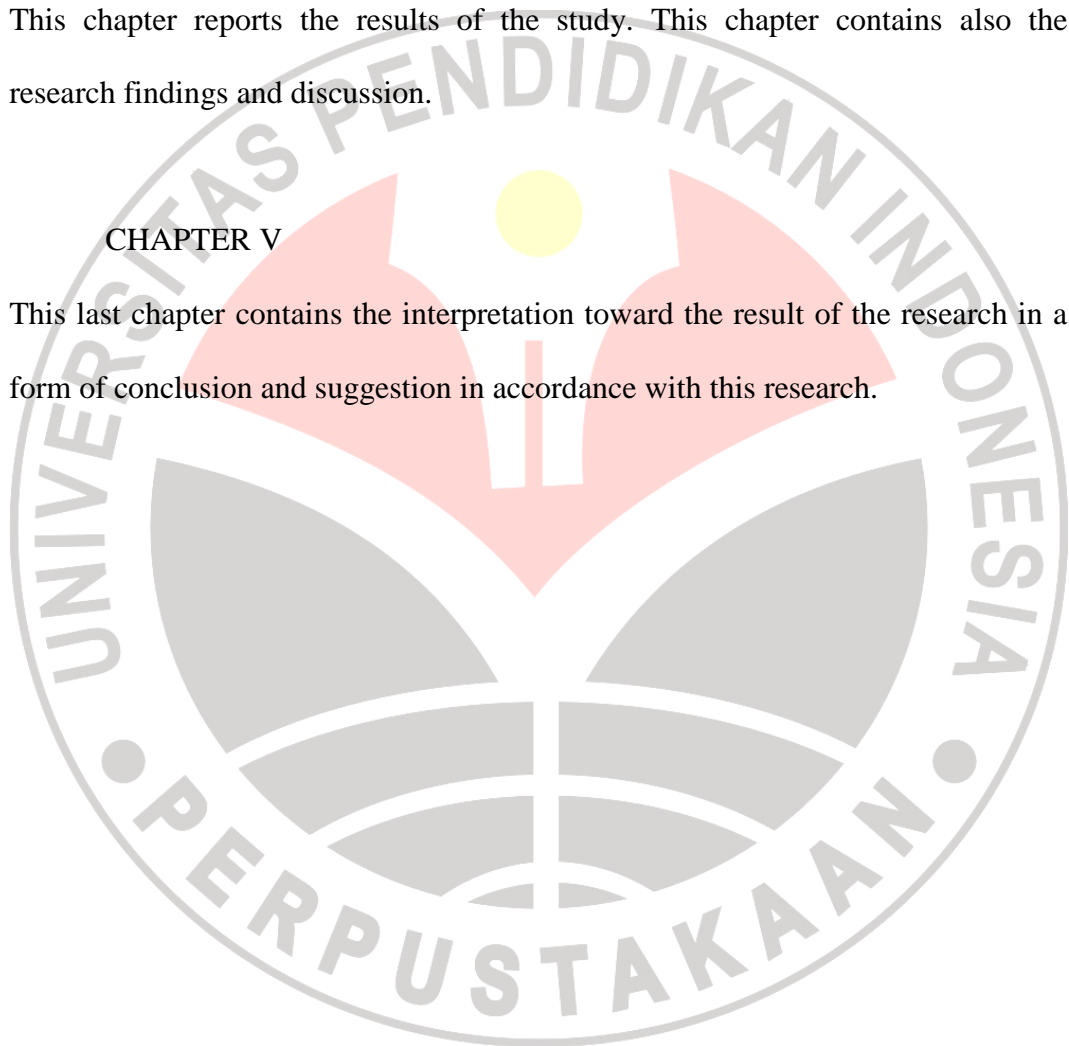 This chapter reports the results of the study. This chapter contains also the
research findings and discussion.
CHAPTER V
This last chapter contains the interpretation toward the result of the research in a
form of conclusion and suggestion in accordance with this research.
UNIVERSITAS PENDIDIKAN INDONESIA
PERPUSTAKAAN